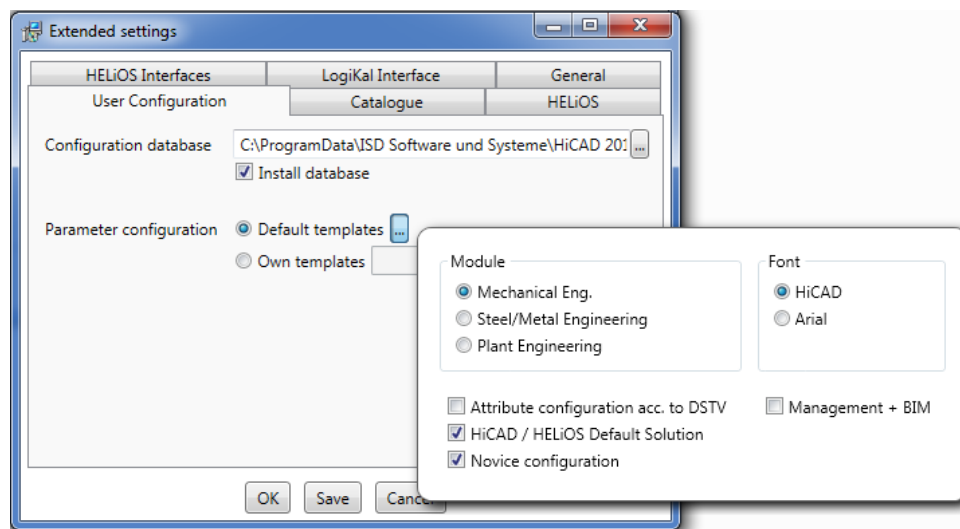 Extended settings
HELiOS Interfaces
LogiKal Interface
General
User Configuration
Catalogue
HELiOS
Configuration database
C:\ProgramData\ISD Software und Systeme\HiCAD 201
...
Install database
Parameter configuration
Default templates
...
Own templates
Module
Mechanical Eng.
Steel/Metal Engineering
Plant Engineering
Font
HiCAD
Arial
Attribute configuration acc. to DSTV
Management + BIM
HiCAD / HELiOS Default Solution
Novice configuration
OK
Save
Cancel